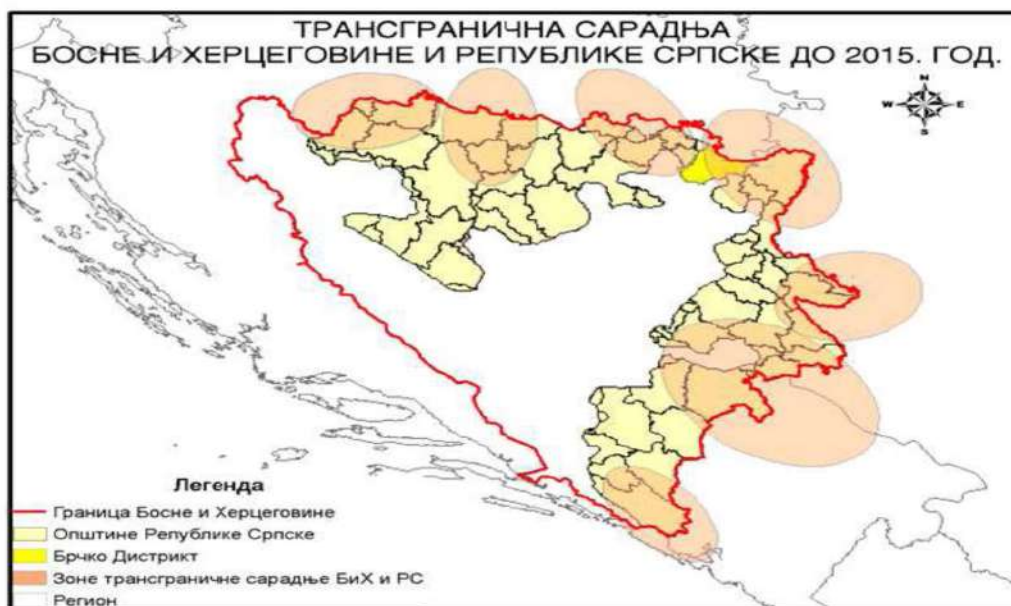 ТРАНСГРАНИЧНА САРАДЊА
БОСНЕ И ХЕРЦЕГОВИНЕ И РЕПУБЛИКЕ СРПСКЕ ДО 2015. ГОД.
N
W E
S
Легенда
Граница Босне и Херцеговине
Општине Републике Српске
Брчко Дистрикт
Зоне трансграничне сарадње БиХ и РС
Регион